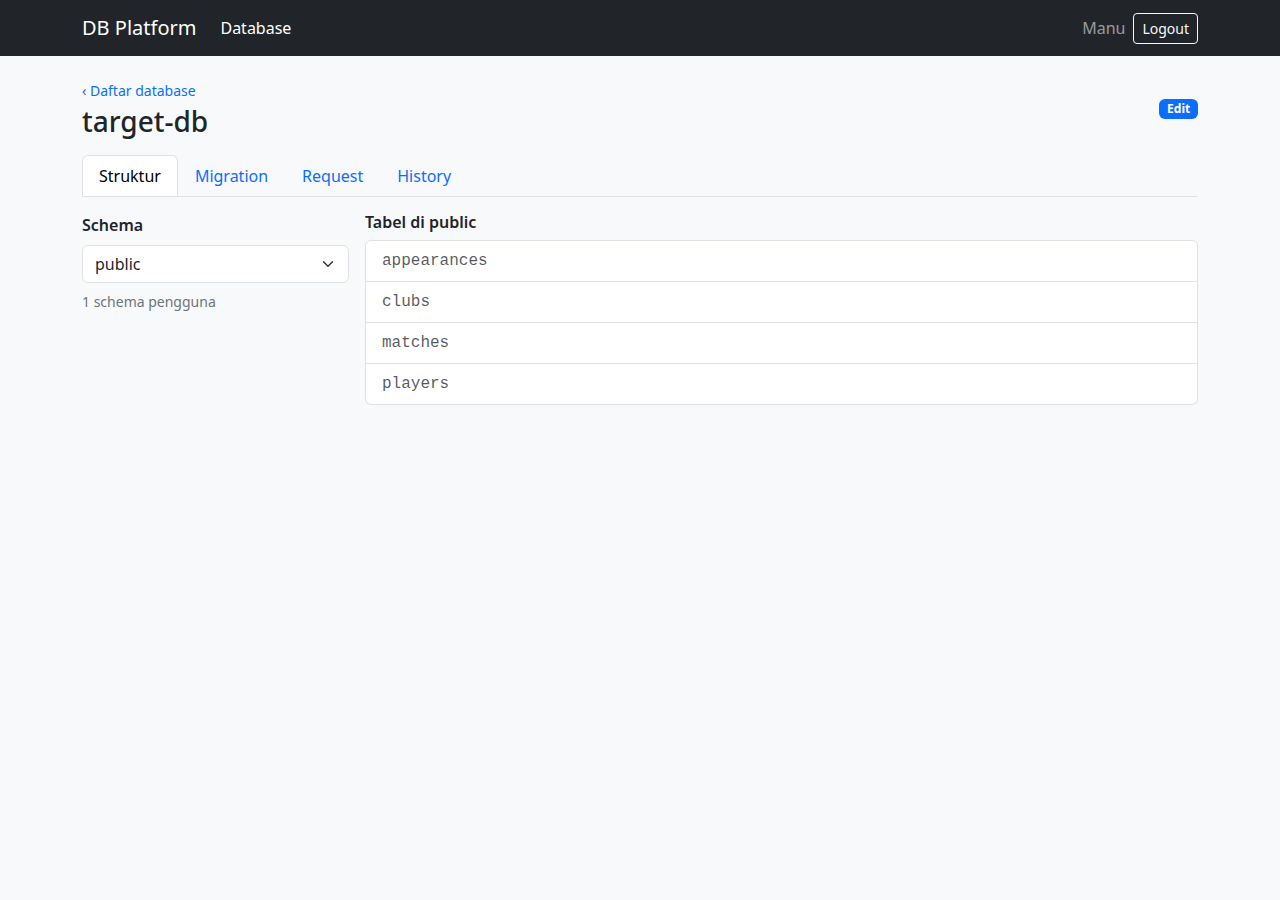 DB Platform Database Manu Logout
‹ Daftar database
target-db
Edit
Struktur Migration Request History
Schema
public
1 schema pengguna
Tabel di public
appearances
clubs
matches
players